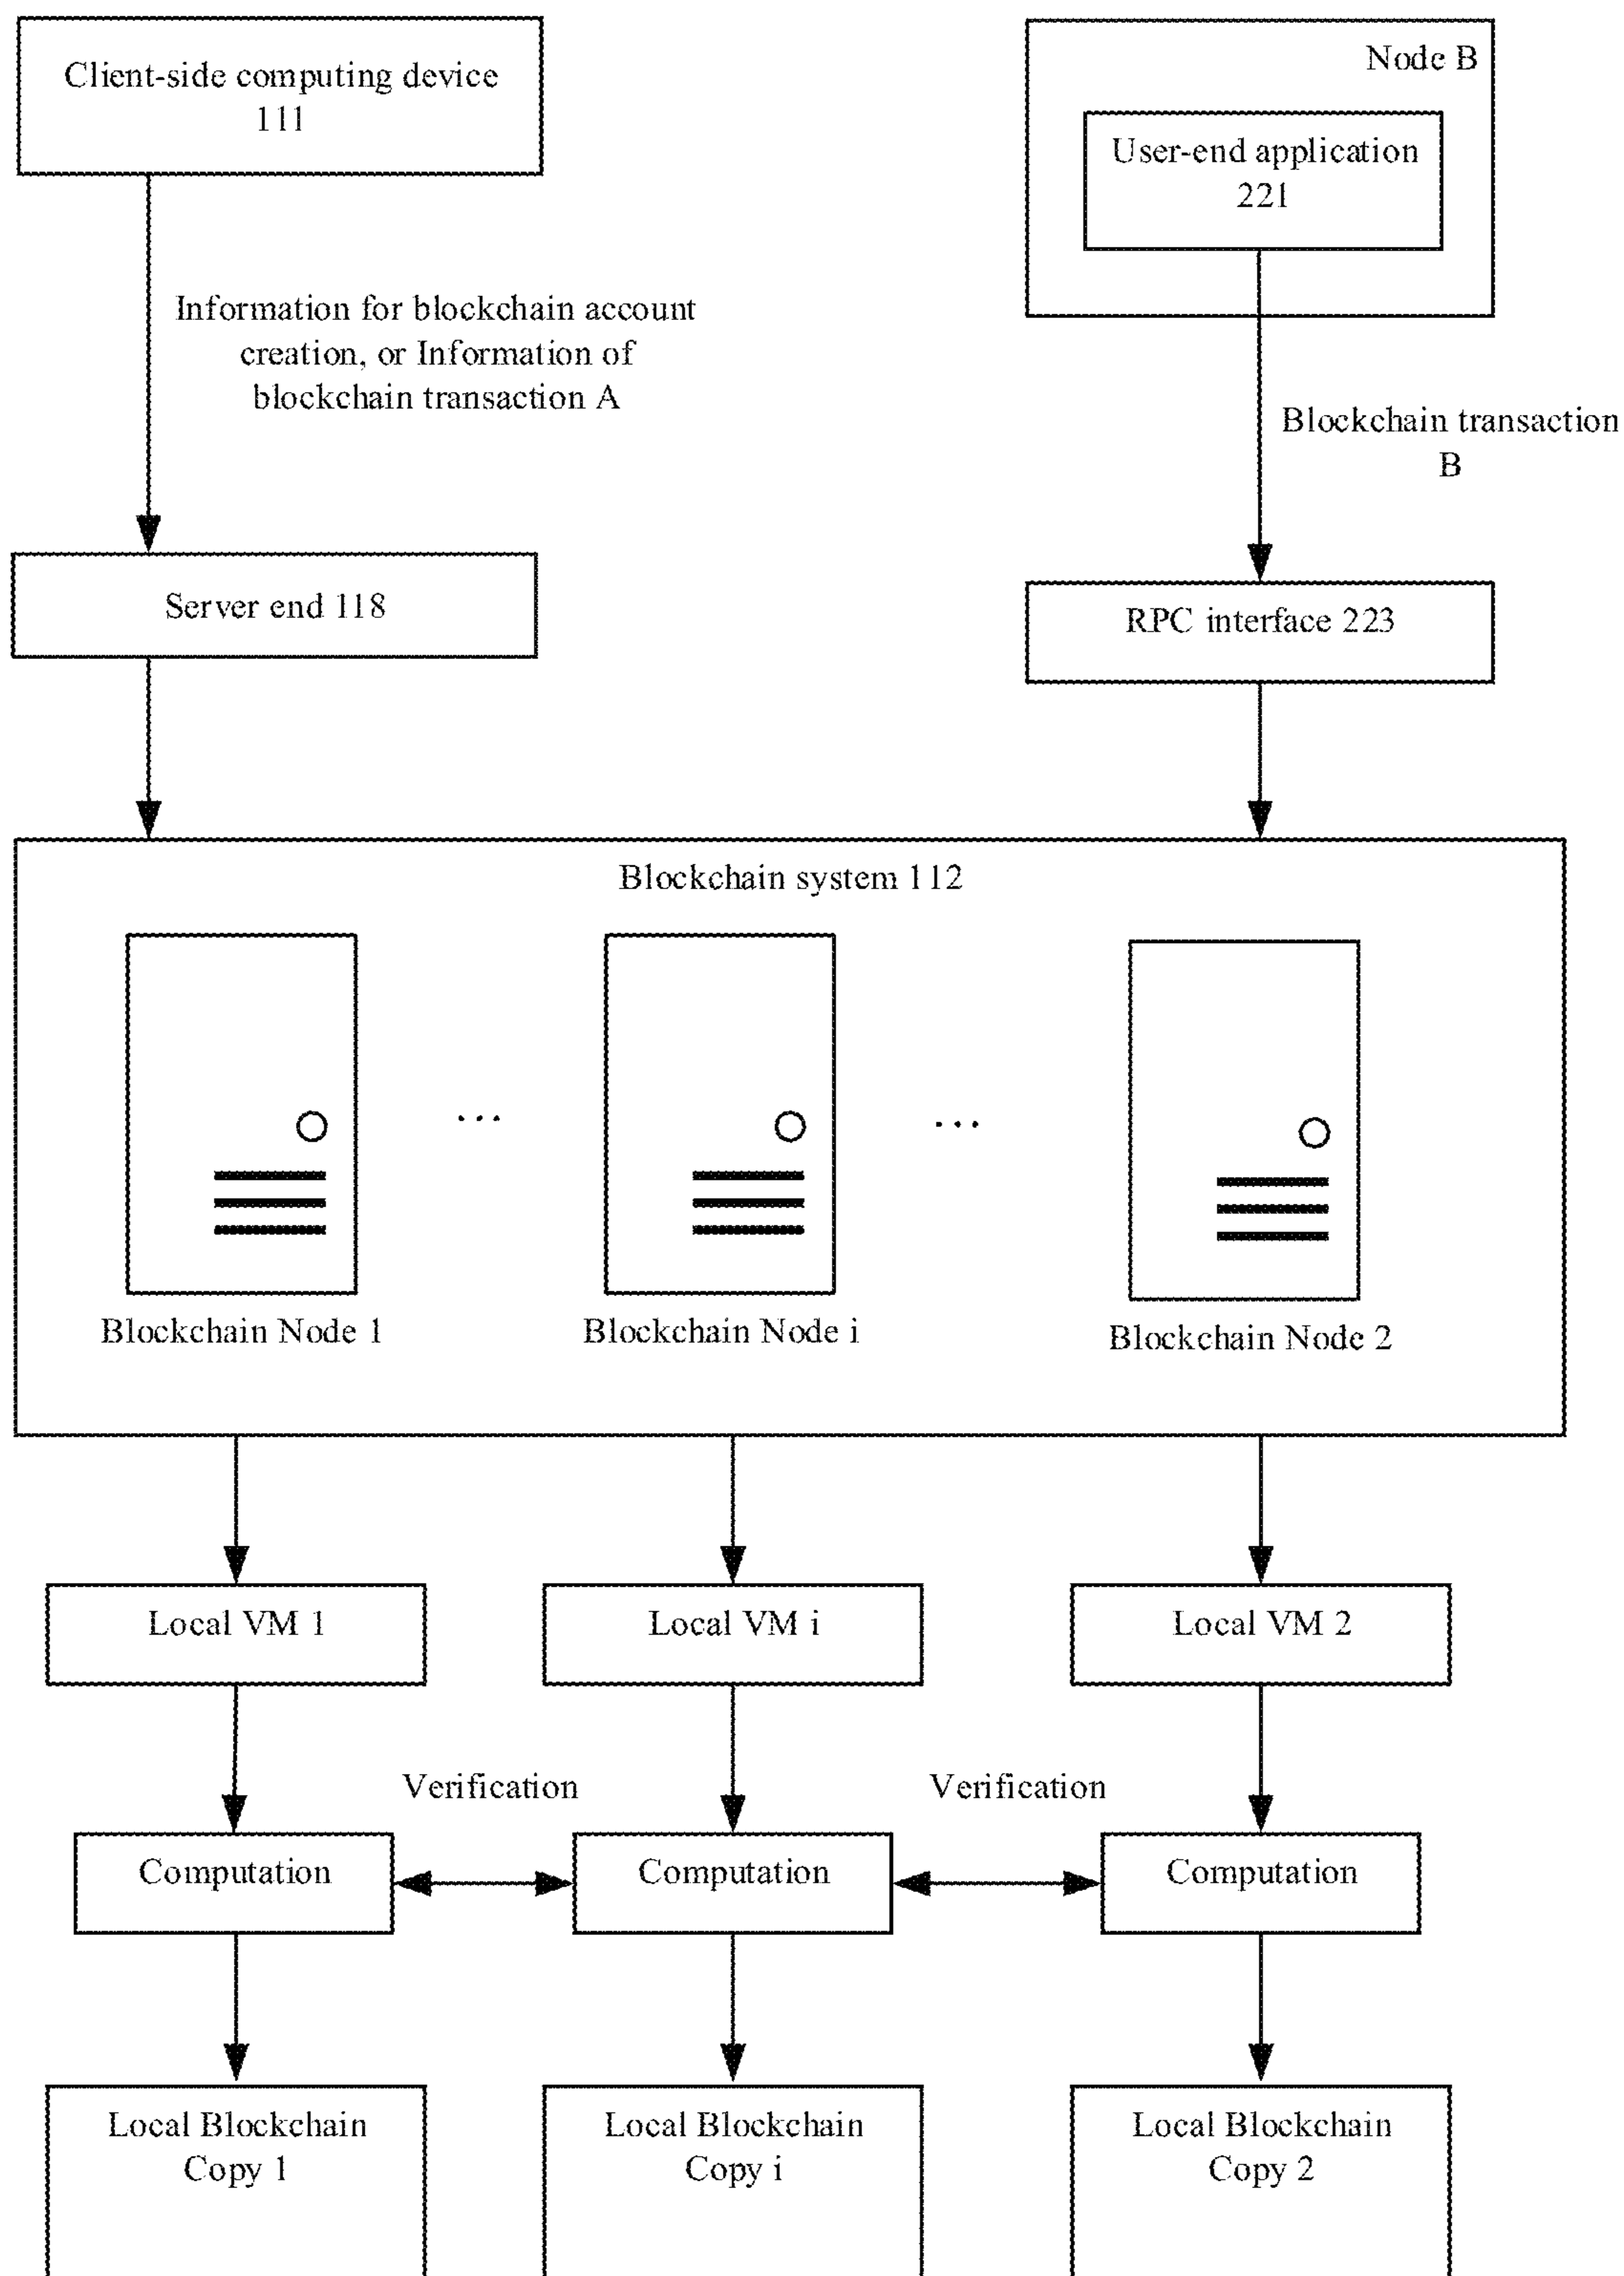 Client-side computing device
111
Node B
User-end application
221
Information for blockchain account
creation, or Information of
blockchain transaction A
Blockchain transaction
B
Server end 118
RPC interface 223
Blockchain system 112
... ...
Blockchain Node 1
Blockchain Node i
Blockchain Node 2
Local VM 1
Local VM i
Local VM 2
Verification
Verification
Computation
Computation
Computation
Local Blockchain
Copy 1
Local Blockchain
Copy i
Local Blockchain
Copy 2